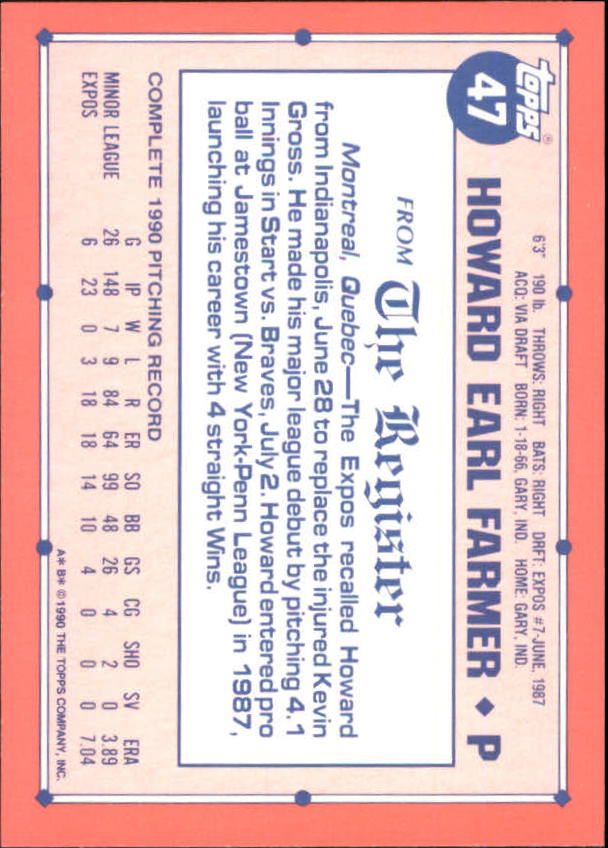 topps®
47
HOWARD EARL FARMER ◆ P
6'3" 190 lb. THROWS: RIGHT BATS: RIGHT DRFT: EXPOS #7-JUNE, 1987
ACQ: VIA DRAFT BORN: 1-18-66, GARY, IND. HOME: GARY, IND.
FROM The Register
Montreal, Quebec—The Expos recalled Howard
from Indianapolis, June 28 to replace the injured Kevin
Gross. He made his major league debut by pitching 4.1
Innings in Start vs. Braves, July 2. Howard entered pro
ball at Jamestown (New York-Penn League) in 1987,
launching his career with 4 straight Wins.
COMPLETE 1990 PITCHING RECORD
G IP W L R ER SO BB GS CG SHO SV ERA
MINOR LEAGUE 26 148 7 9 84 64 99 48 26 4 2 0 3.89
EXPOS 6 23 0 3 18 18 14 10 4 0 0 0 7.04
A* B* © 1990 THE TOPPS COMPANY, INC.